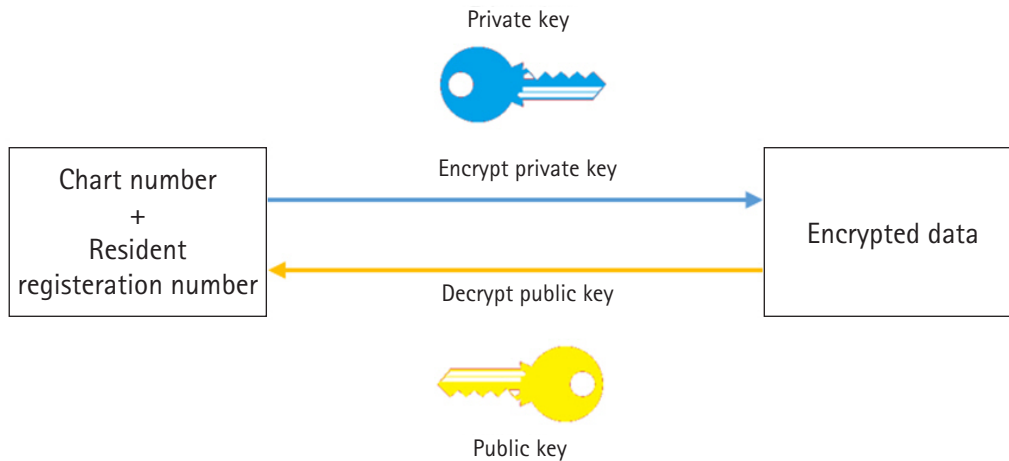 Private key
Encrypt private key
Chart number
+
Resident
registeration number
Encrypted data
Decrypt public key
Public key